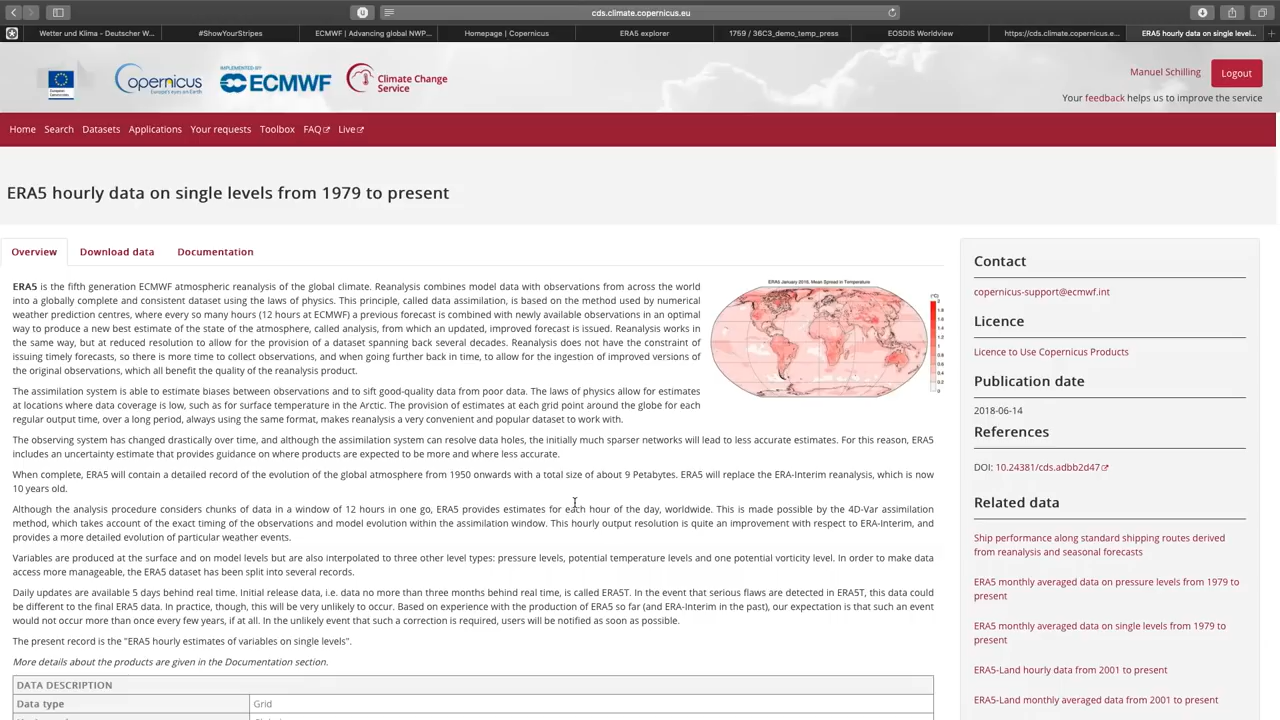 cds.climate.copernicus.eu
Wetter und Klima - Deutscher W...
#ShowYourStripes
ECMWF | Advancing global NWP...
Homepage | Copernicus
ERA5 explorer
1759 / 36C3_demo_temp_press
EOSDIS Worldview
https://cds.climate.copernicus.e...
ERA5 hourly data on single level...
opernicus
Europe's eyes on Earth
IMPLEMENTED BY
ECMWF
Climate Change
Service
Manuel Schilling
Logout
Your feedback helps us to improve the service
Home Search Datasets Applications Your requests Toolbox FAQ Live
ERA5 hourly data on single levels from 1979 to present
Overview Download data Documentation
ERA5 is the fifth generation ECMWF atmospheric reanalysis of the global climate. Reanalysis combines model data with observations from across the world
into a globally complete and consistent dataset using the laws of physics. This principle, called data assimilation, is based on the method used by numerical
weather prediction centres, where every so many hours (12 hours at ECMWF) a previous forecast is combined with newly available observations in an optimal
way to produce a new best estimate of the state of the atmosphere, called analysis, from which an updated, improved forecast is issued. Reanalysis works in
the same way, but at reduced resolution to allow for the provision of a dataset spanning back several decades. Reanalysis does not have the constraint of
issuing timely forecasts, so there is more time to collect observations, and when going further back in time, to allow for the ingestion of improved versions of
the original observations, which all benefit the quality of the reanalysis product.
ERA5 January 2016, Mean Spread in Temperature
The assimilation system is able to estimate biases between observations and to sift good-quality data from poor data. The laws of physics allow for estimates
at locations where data coverage is low, such as for surface temperature in the Arctic. The provision of estimates at each grid point around the globe for each
regular output time, over a long period, always using the same format, makes reanalysis a very convenient and popular dataset to work with.
The observing system has changed drastically over time, and although the assimilation system can resolve data holes, the initially much sparser networks will lead to less accurate estimates. For this reason, ERA5
includes an uncertainty estimate that provides guidance on where products are expected to be more and where less accurate.
When complete, ERA5 will contain a detailed record of the evolution of the global atmosphere from 1950 onwards with a total size of about 9 Petabytes. ERA5 will replace the ERA-Interim reanalysis, which is now
10 years old.
Although the analysis procedure considers chunks of data in a window of 12 hours in one go, ERA5 provides estimates for each hour of the day, worldwide. This is made possible by the 4D-Var assimilation
method, which takes account of the exact timing of the observations and model evolution within the assimilation window. This hourly output resolution is quite an improvement with respect to ERA-Interim, and
provides a more detailed evolution of particular weather events.
Variables are produced at the surface and on model levels but are also interpolated to three other level types: pressure levels, potential temperature levels and one potential vorticity level. In order to make data
access more manageable, the ERA5 dataset has been split into several records.
Daily updates are available 5 days behind real time. Initial release data, i.e. data no more than three months behind real time, is called ERA5T. In the event that serious flaws are detected in ERA5T, this data could
be different to the final ERA5 data. In practice, though, this will be very unlikely to occur. Based on experience with the production of ERA5 so far (and ERA-Interim in the past), our expectation is that such an event
would not occur more than once every few years, if at all. In the unlikely event that such a correction is required, users will be notified as soon as possible.
The present record is the "ERA5 hourly estimates of variables on single levels".
More details about the products are given in the Documentation section.
DATA DESCRIPTION
Data type Grid
Contact
copernicus-support@ecmwf.int
Licence
Licence to Use Copernicus Products
Publication date
2018-06-14
References
DOI: 10.24381/cds.adbb2d47
Related data
Ship performance along standard shipping routes derived
from reanalysis and seasonal forecasts
ERA5 monthly averaged data on pressure levels from 1979 to
present
ERA5 monthly averaged data on single levels from 1979 to
present
ERA5-Land hourly data from 2001 to present
ERA5-Land monthly averaged data from 2001 to present